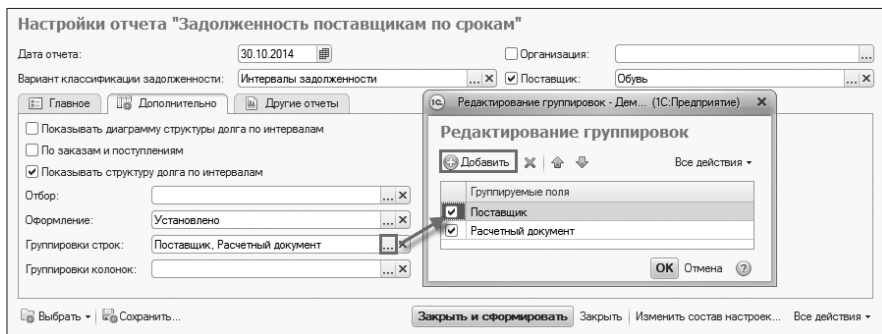 Настройки отчета "Задолженность поставщикам по срокам"
Дата отчета: 30.10.2014 Организация: ...
Вариант классификации задолженности: Интервалы задолженности ... X Поставщик: Обувь ... X
Главное Дополнительно Другие отчеты
Показывать диаграмму структуры долга по интервалам
По заказам и поступлениям
Показывать структуру долга по интервалам
Отбор: ... X
Оформление: Установлено ... X
Группировки строк: Поставщик, Расчетный документ ... X
Группировки колонок: ... X
1С Редактирование группировок - Дем... (1С:Предприятие) X
Редактирование группировок
Добавить Все действия
Группируемые поля
Поставщик
Расчетный документ
ОК Отмена ?
Выбрать Сохранить... Закрыть и сформировать Закрыть Изменить состав настроек... Все действия